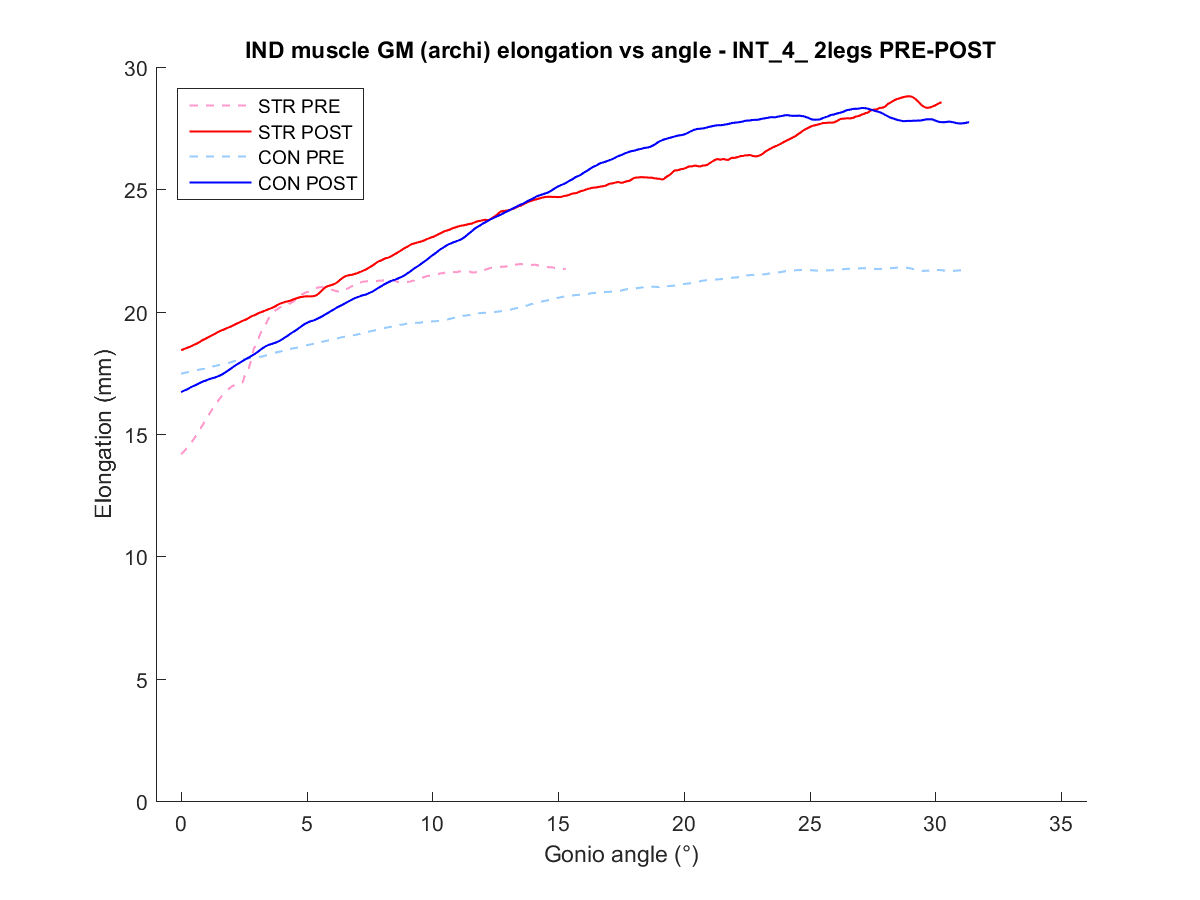 IND muscle GM (archi) elongation vs angle - INT_4_ 2legs PRE-POST
STR PRE
STR POST
CON PRE
CON POST
Elongation (mm)
30
25
20
15
10
5
0
0 5 10 15 20 25 30 35
Gonio angle (°)